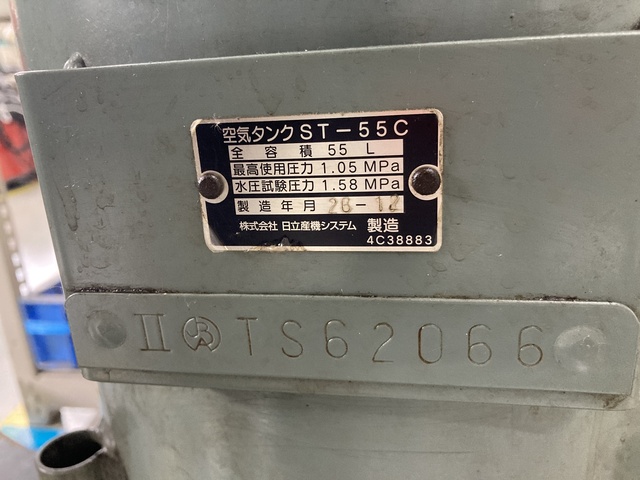 空気タンク ST-55C
全容積 55 L
最高使用圧力 1.05 MPa
水圧試験圧力 1.58 MPa
製造年月 26-12
株式会社 日立産機システム 製造
4C38883
II TS62066